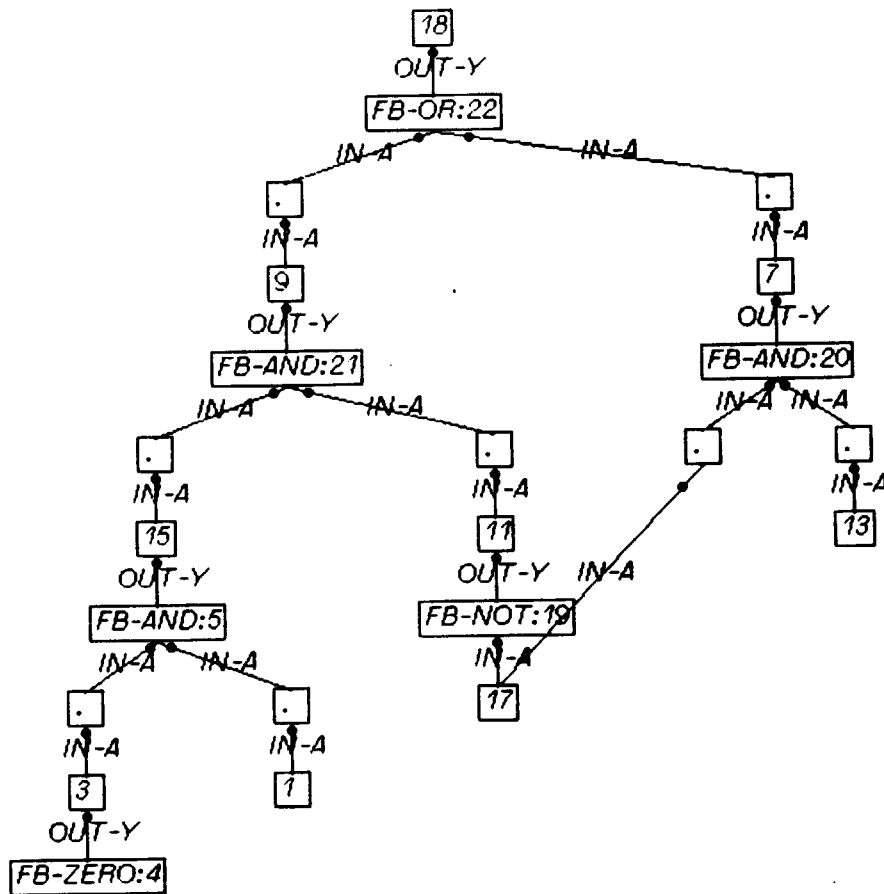 18
OUT-Y
FB-OR:22
IN-A IN-A
. .
IN-A IN-A
9 7
OUT-Y OUT-Y
FB-AND:21 FB-AND:20
IN-A IN-A IN-A IN-A
. . . .
IN-A IN-A IN-A
15 11 13
OUT-Y OUT-Y IN-A
FB-AND:5 FB-NOT:19
IN-A IN-A IN-A
. . 17
IN-A IN-A
3 1
OUT-Y
FB-ZERO:4